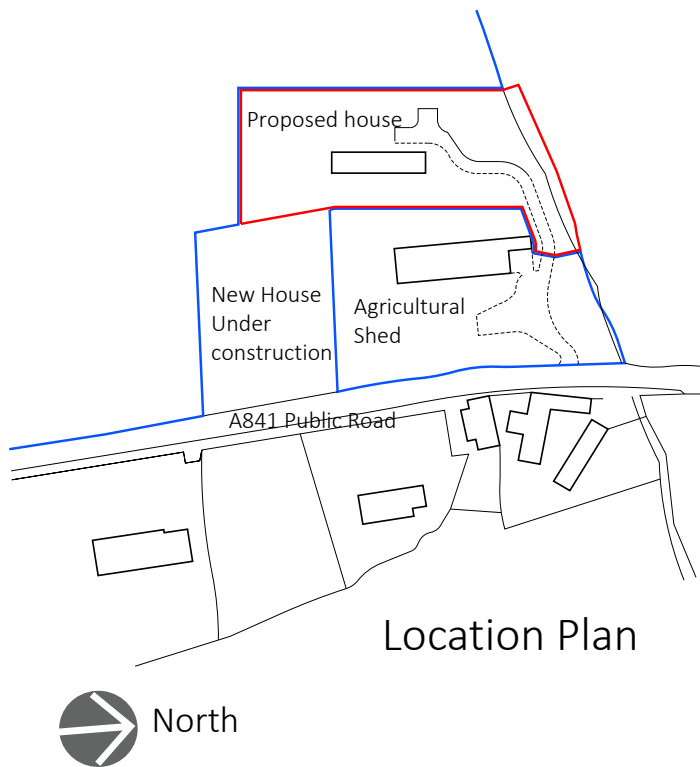 Proposed house
New House
Under
construction
Agricultural
Shed
A841 Public Road
Location Plan
North